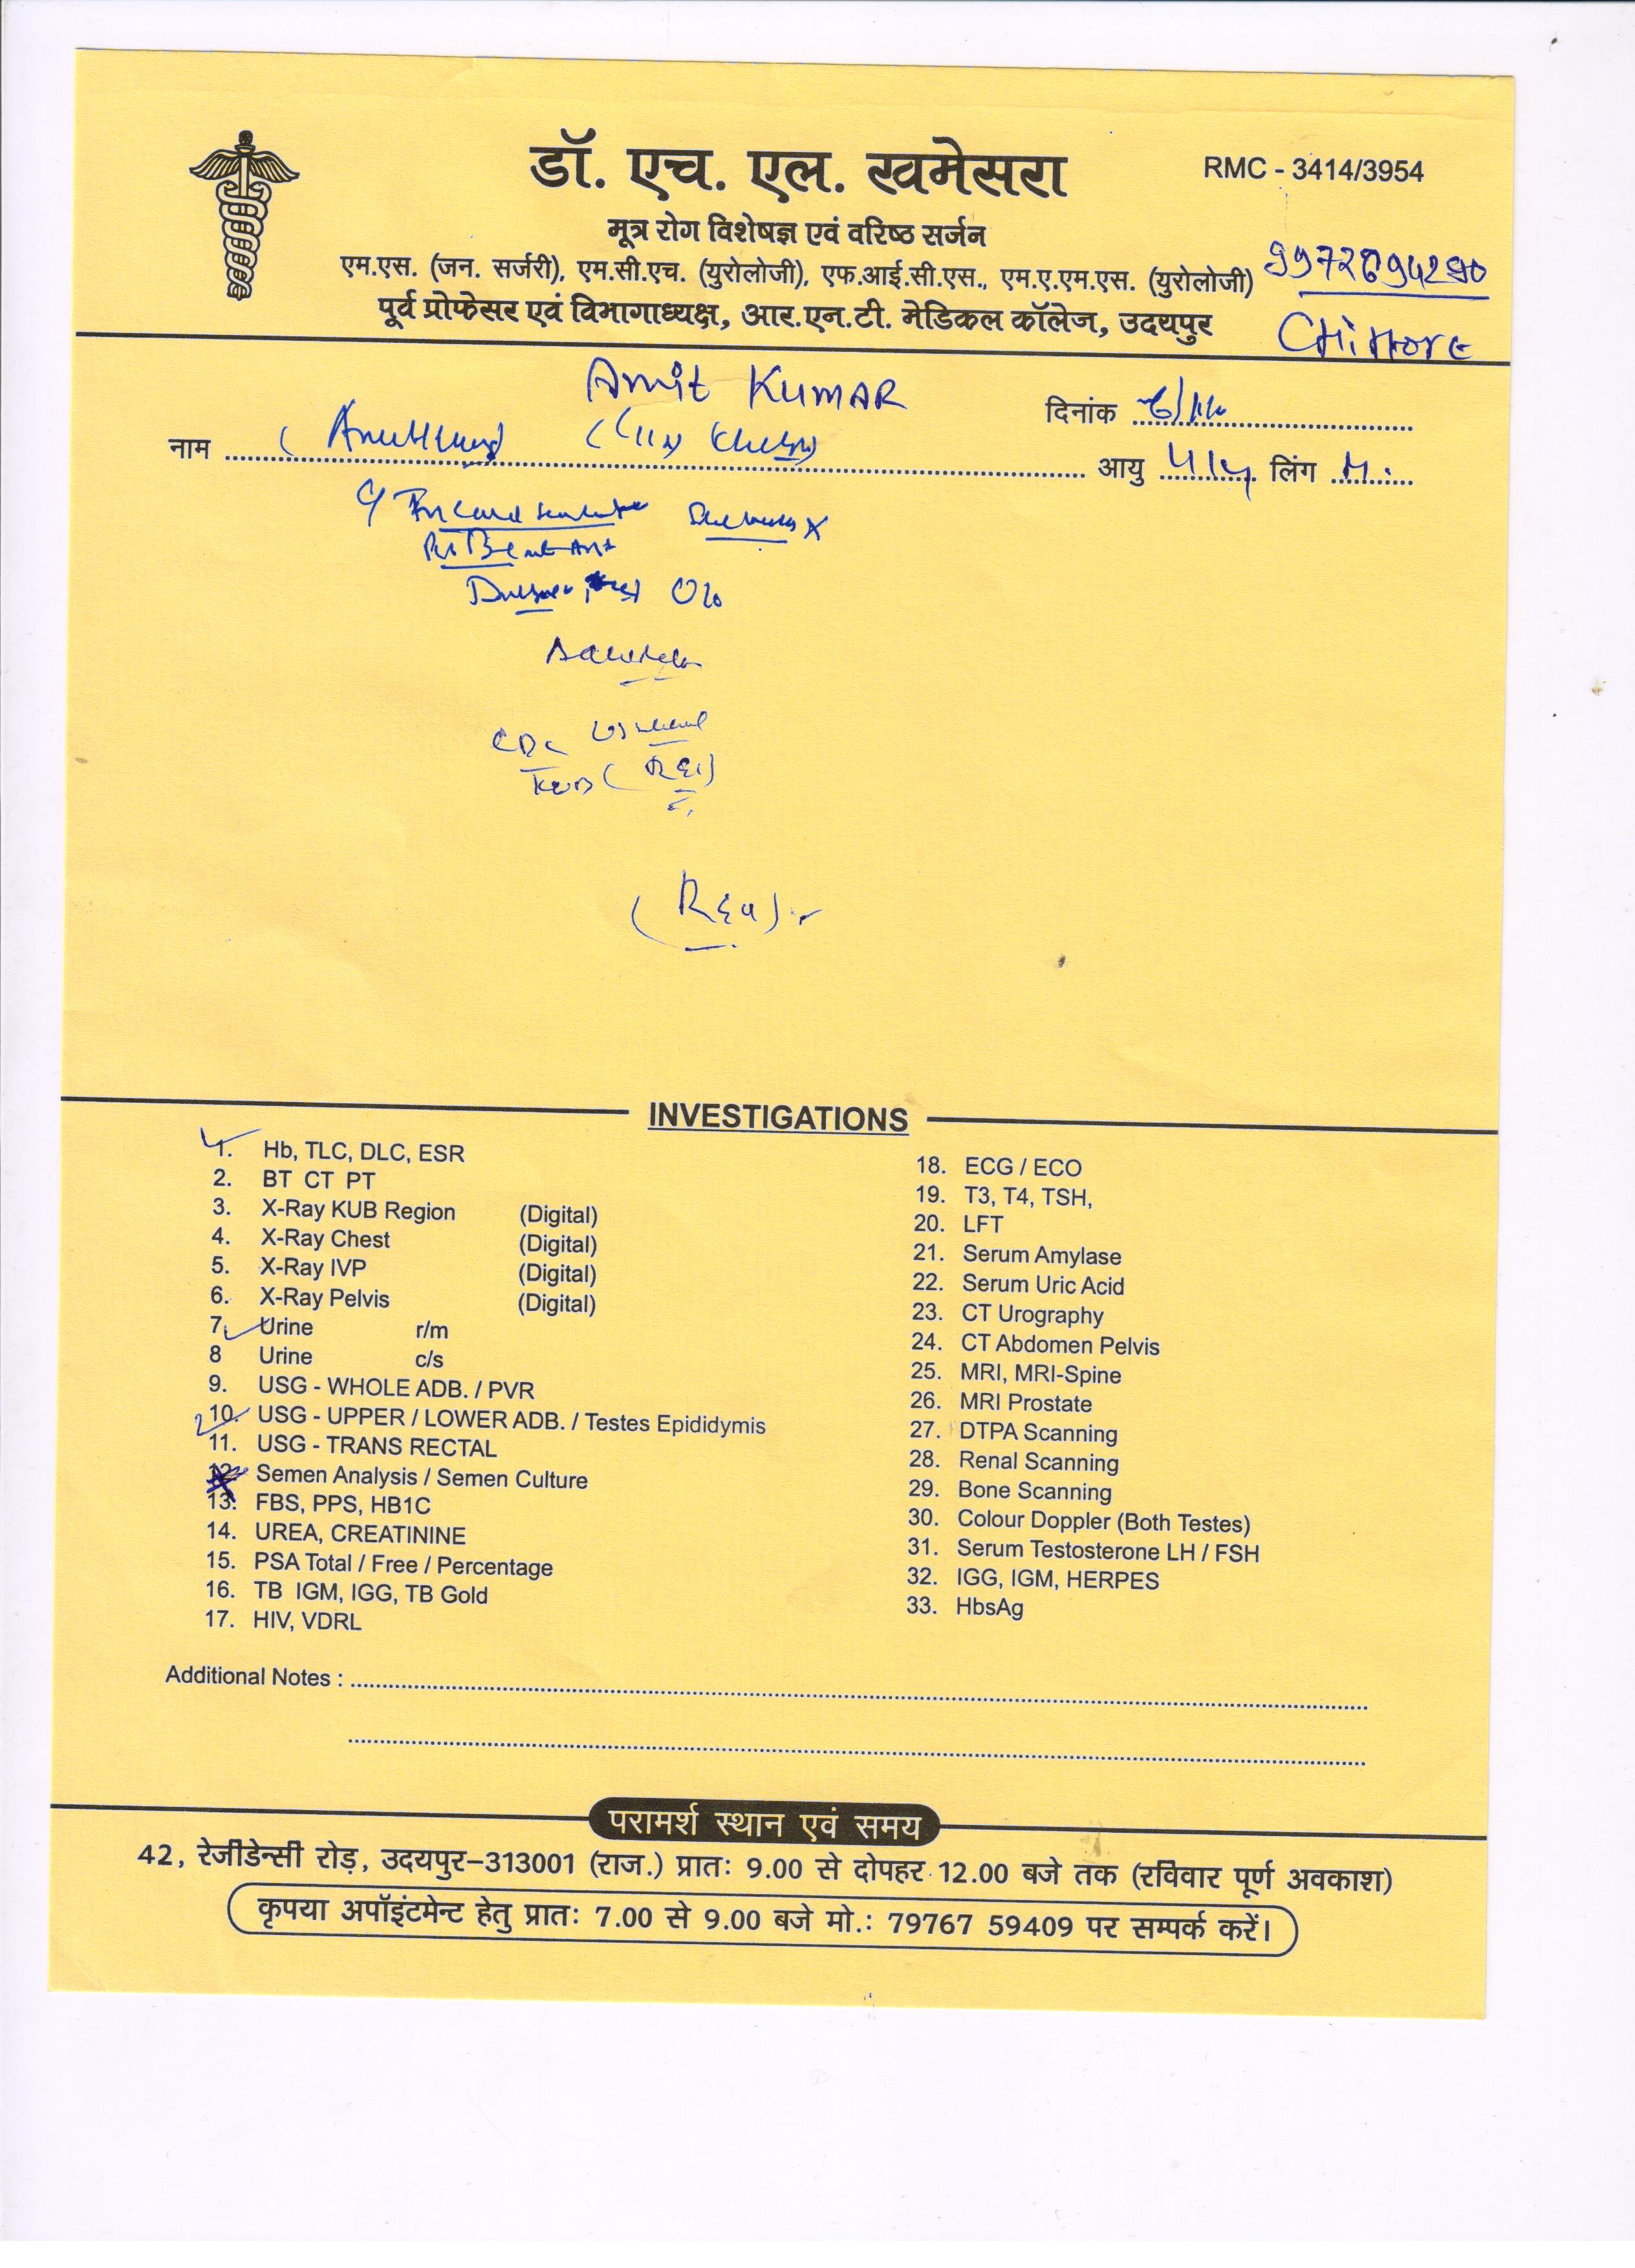 डॉ. एच. एल. खमेसरा
RMC - 3414/3954
मूत्र रोग विशेषज्ञ एवं वरिष्ठ सर्जन
एम.एस. (जन. सर्जरी), एम.सी.एच. (युरोलोजी), एफ.आई.सी.एस., एम.ए.एम.एस. (युरोलोजी)
पूर्व प्रोफेसर एवं विभागाध्यक्ष, आर.एन.टी. मेडिकल कॉलेज, उदयपुर
CHiTTORE
Amit KUMAR
दिनांक
नाम
आयु लिंग M
INVESTIGATIONS
1. Hb, TLC, DLC, ESR
2. BT CT PT
3. X-Ray KUB Region (Digital)
4. X-Ray Chest (Digital)
5. X-Ray IVP (Digital)
6. X-Ray Pelvis (Digital)
7. Urine r/m
8 Urine c/s
9. USG - WHOLE ADB. / PVR
10. USG - UPPER / LOWER ADB. / Testes Epididymis
11. USG - TRANS RECTAL
12. Semen Analysis / Semen Culture
13. FBS, PPS, HB1C
14. UREA, CREATININE
15. PSA Total / Free / Percentage
16. TB IGM, IGG, TB Gold
17. HIV, VDRL
18. ECG / ECO
19. T3, T4, TSH,
20. LFT
21. Serum Amylase
22. Serum Uric Acid
23. CT Urography
24. CT Abdomen Pelvis
25. MRI, MRI-Spine
26. MRI Prostate
27. DTPA Scanning
28. Renal Scanning
29. Bone Scanning
30. Colour Doppler (Both Testes)
31. Serum Testosterone LH / FSH
32. IGG, IGM, HERPES
33. HbsAg
Additional Notes :
परामर्श स्थान एवं समय
42, रेजीडेन्सी रोड़, उदयपुर-313001 (राज.) प्रातः 9.00 से दोपहर 12.00 बजे तक (रविवार पूर्ण अवकाश)
कृपया अपॉइंटमेन्ट हेतु प्रातः 7.00 से 9.00 बजे मो.: 79767 59409 पर सम्पर्क करें।